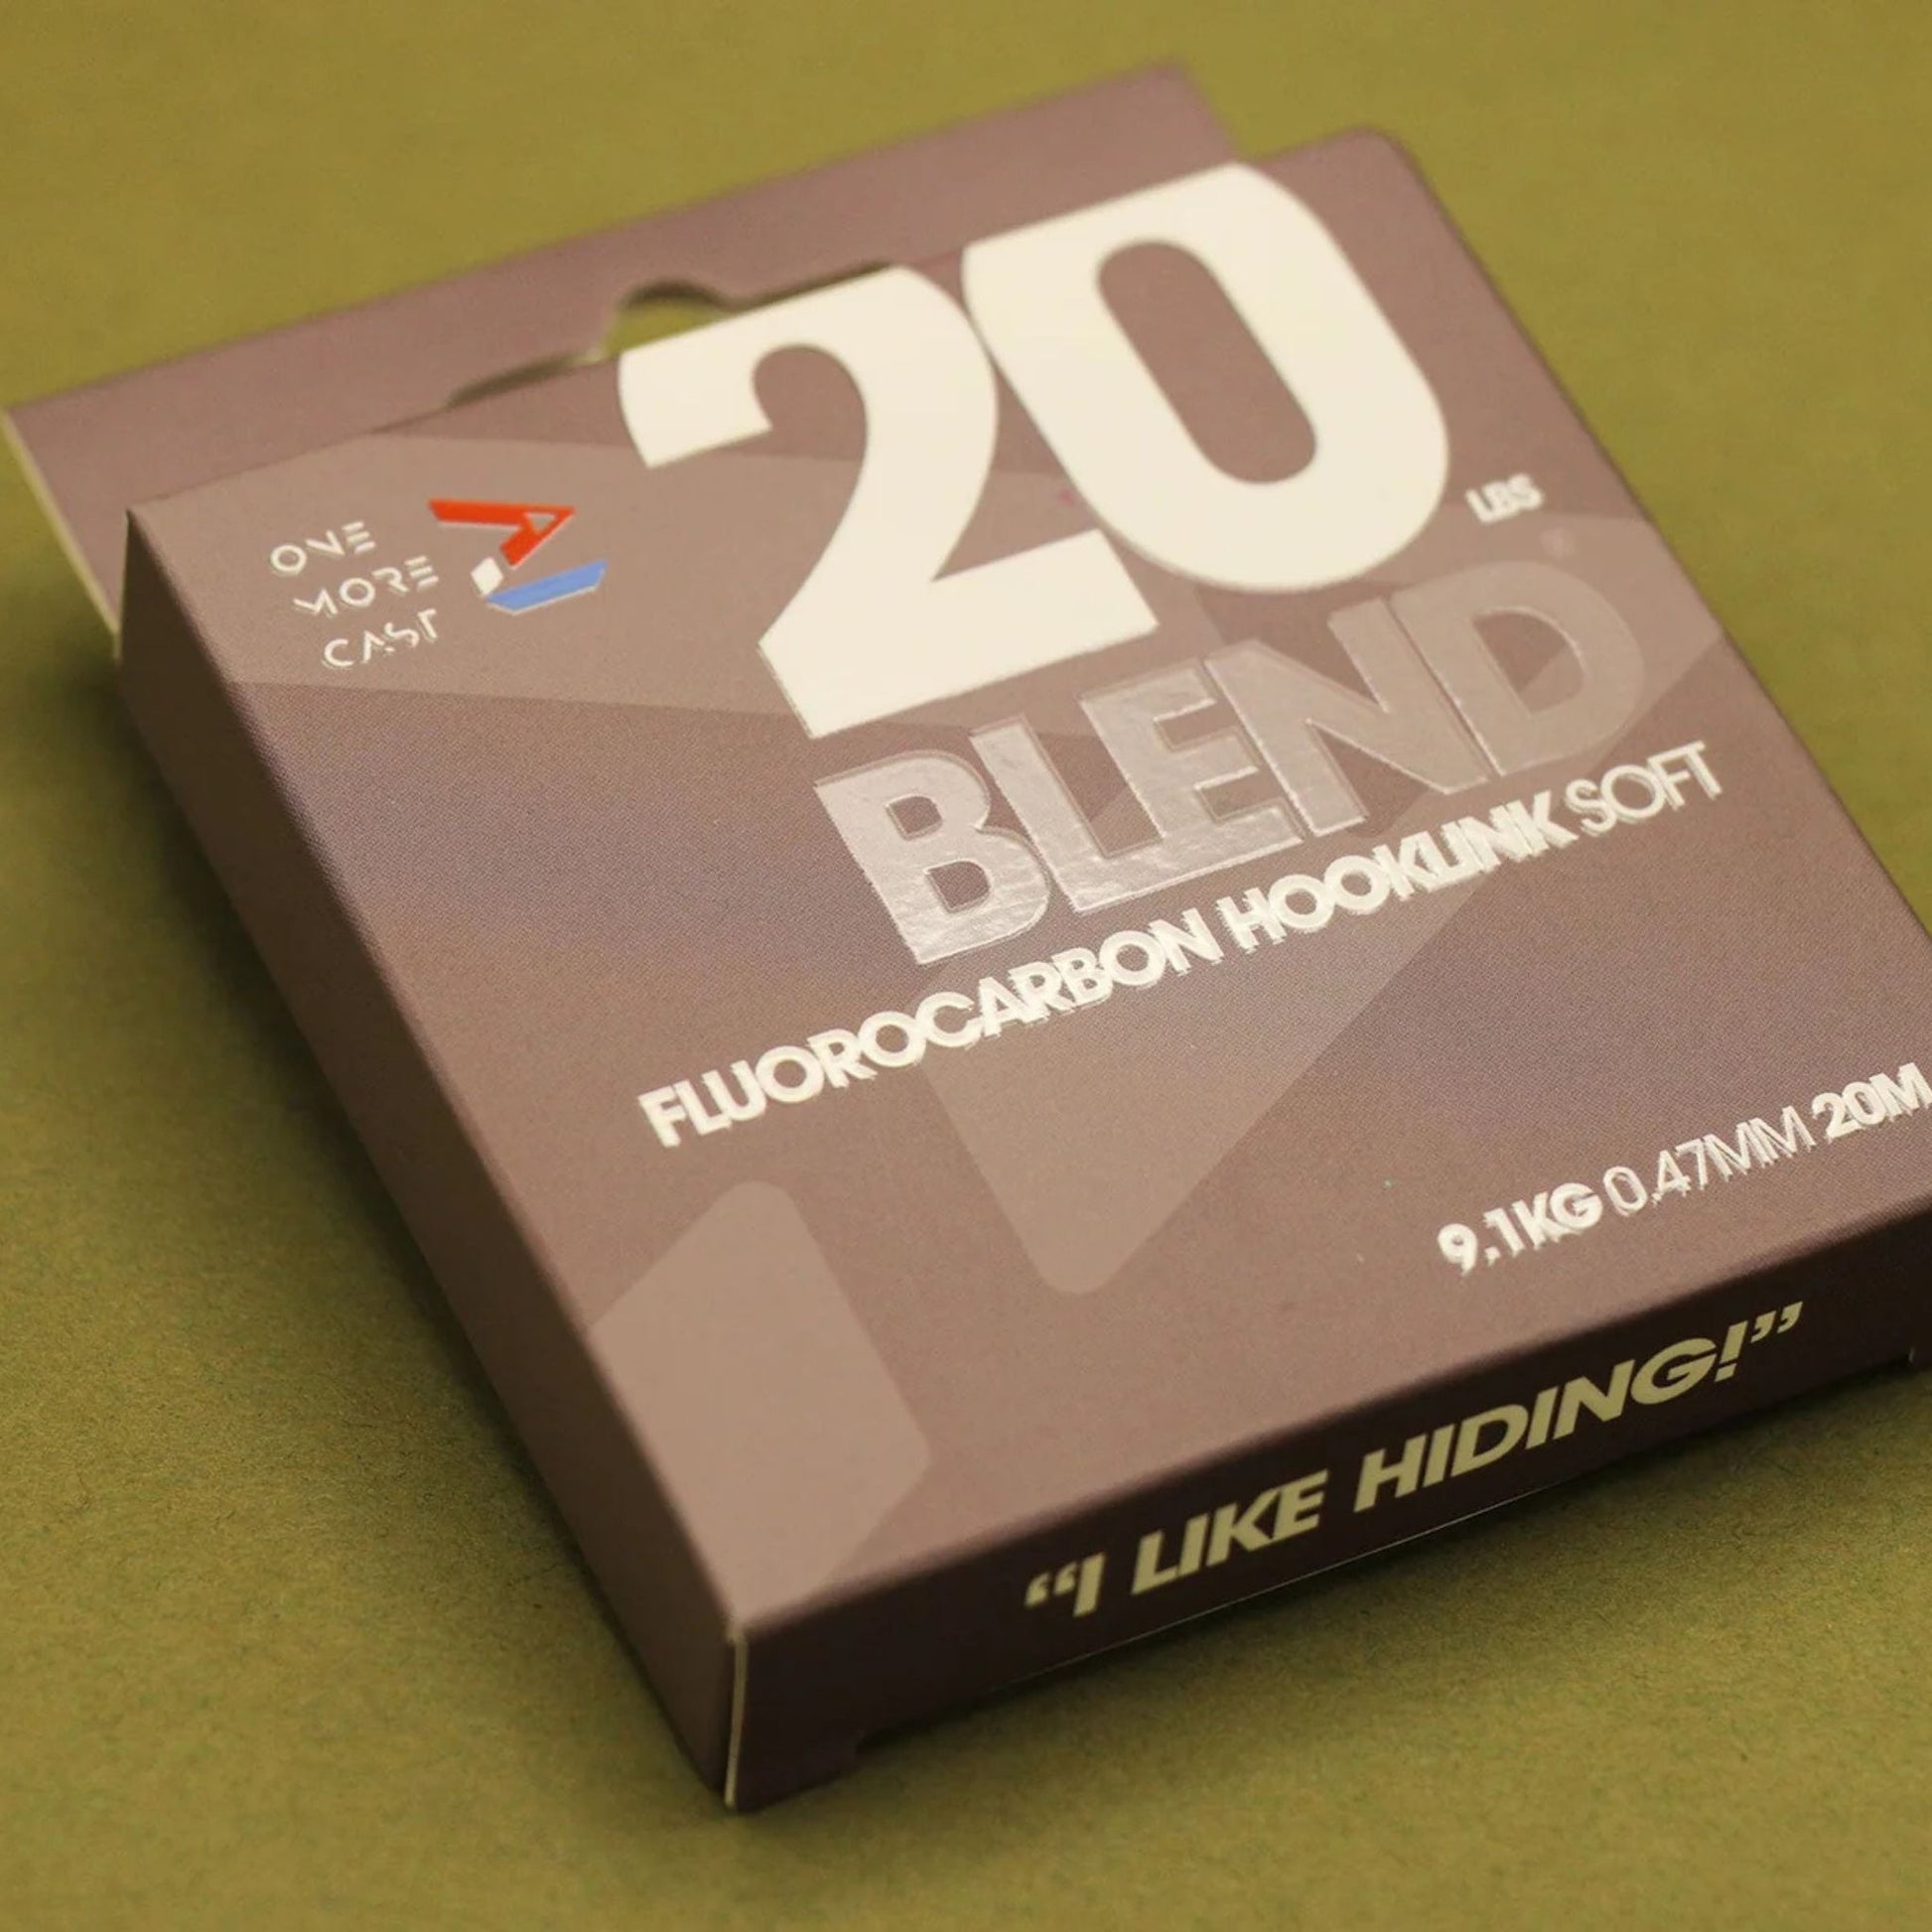 ONE
MORE
CAST
20
LBS
BLEND
FLUOROCARBON HOOKLINK SOFT
9.1KG 0.47MM 20M
“I LIKE HIDING!”